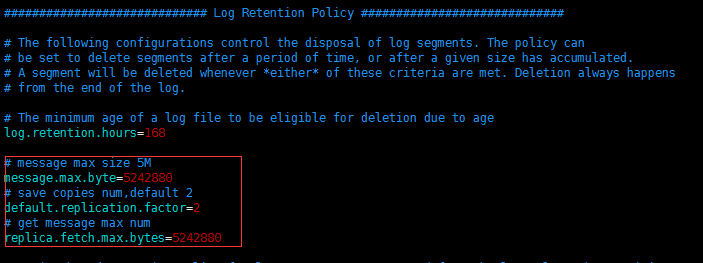 ############################# Log Retention Policy #############################
# The following configurations control the disposal of log segments. The policy can
# be set to delete segments after a period of time, or after a given size has accumulated.
# A segment will be deleted whenever *either* of these criteria are met. Deletion always happens
# from the end of the log.
# The minimum age of a log file to be eligible for deletion due to age
log.retention.hours=168
# message max size 5M
message.max.byte=5242880
# save copies num,default 2
default.replication.factor=2
# get message max num
replica.fetch.max.bytes=5242880